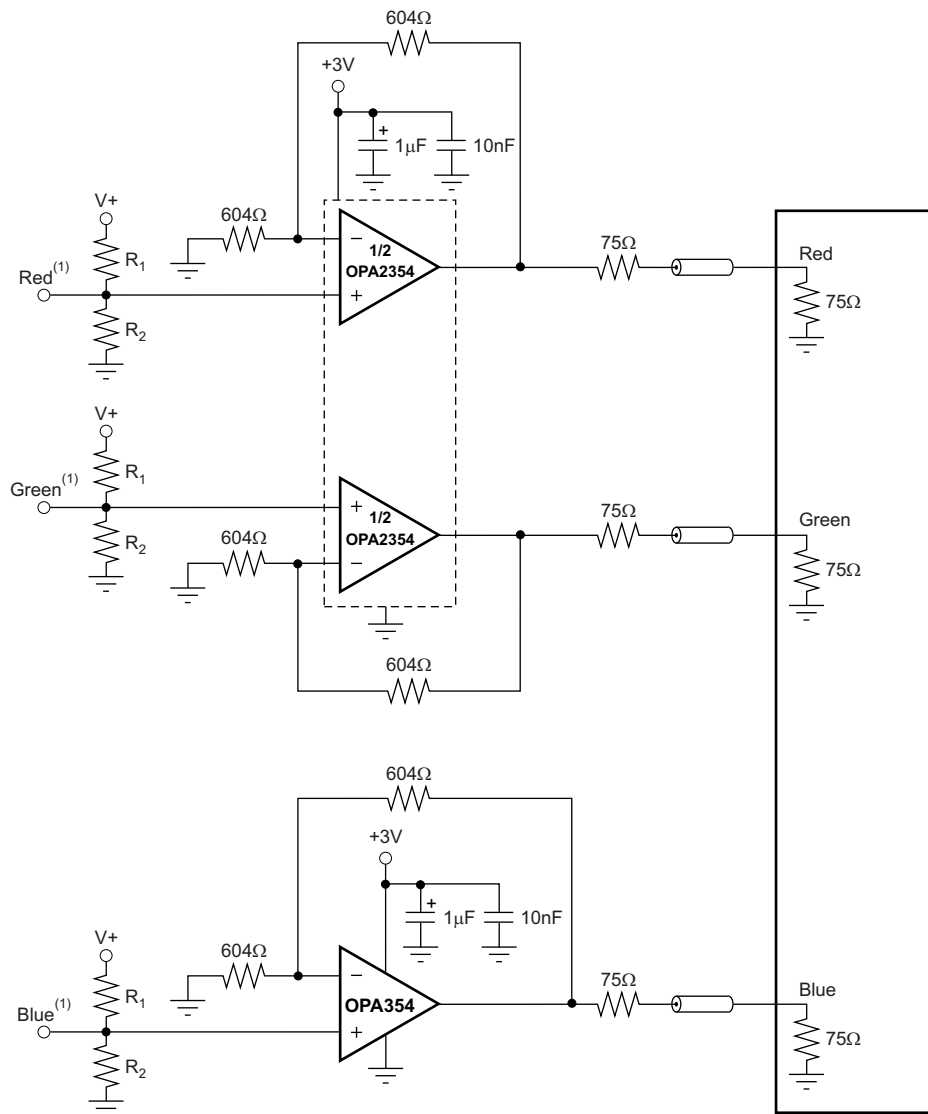 604Ω
+3V
+
1μF
10nF
V+
604Ω
R1
Red(1)
R2
−
1/2
OPA2354
+
75Ω
Red
75Ω
V+
R1
Green(1)
R2
+
1/2
OPA2354
−
604Ω
75Ω
Green
75Ω
604Ω
604Ω
+3V
+
1μF
10nF
V+
604Ω
R1
Blue(1)
R2
−
OPA354
+
75Ω
Blue
75Ω